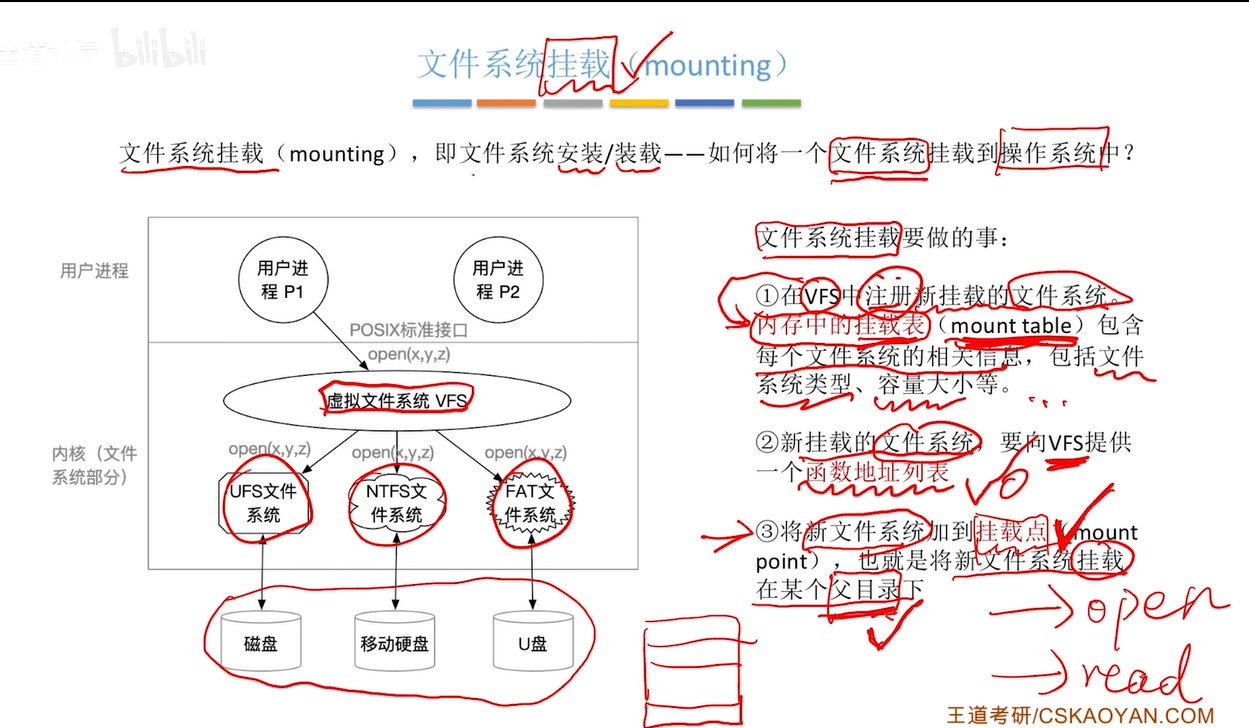 bilibili
文件系统挂载（mounting）
文件系统挂载（mounting），即文件系统安装/装载——如何将一个文件系统挂载到操作系统中？
用户进程
用户进
程 P1
用户进
程 P2
POSIX标准接口
open(x,y,z)
虚拟文件系统 VFS
内核（文件
系统部分）
open(x,y,z)
open(x,y,z)
open(x,y,z)
UFS文件
系统
NTFS文
件系统
FAT文
件系统
磁盘
移动硬盘
U盘
文件系统挂载要做的事：
①在VFS中注册新挂载的文件系统。
内存中的挂载表（mount table）包含
每个文件系统的相关信息，包括文件
系统类型、容量大小等。
②新挂载的文件系统，要向VFS提供
一个函数地址列表
③将新文件系统加到挂载点（mount
point），也就是将新文件系统挂载
在某个父目录下
open
read
王道考研/CSKAOYAN.COM